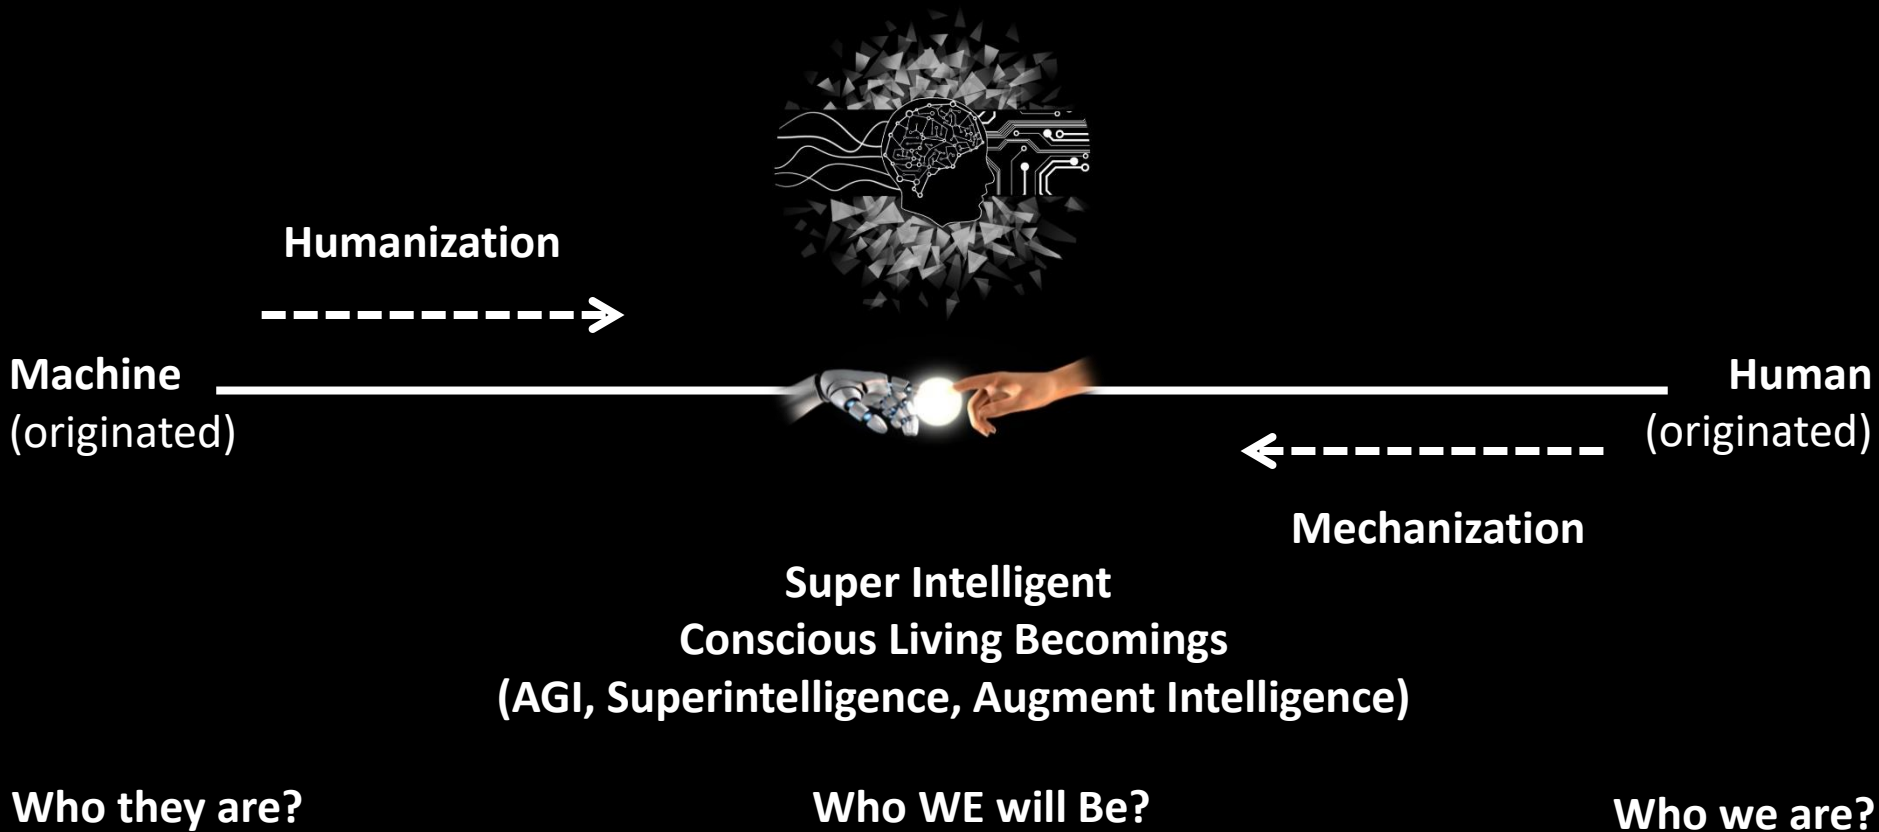 Humanization
Machine
(originated)
Human
(originated)
Mechanization
Super Intelligent
Conscious Living Becomings
(AGI, Superintelligence, Augment Intelligence)
Who they are?
Who WE will Be?
Who we are?